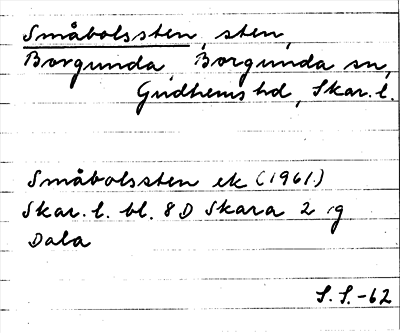 Småbolssten, sten,
Borgunda, Borgunda sn,
Gudhems hd, Skar. l.
Småbolssten ek (1961)
Skar. l. bl. 8 D Skara 2 g
Dala
S. S. -62